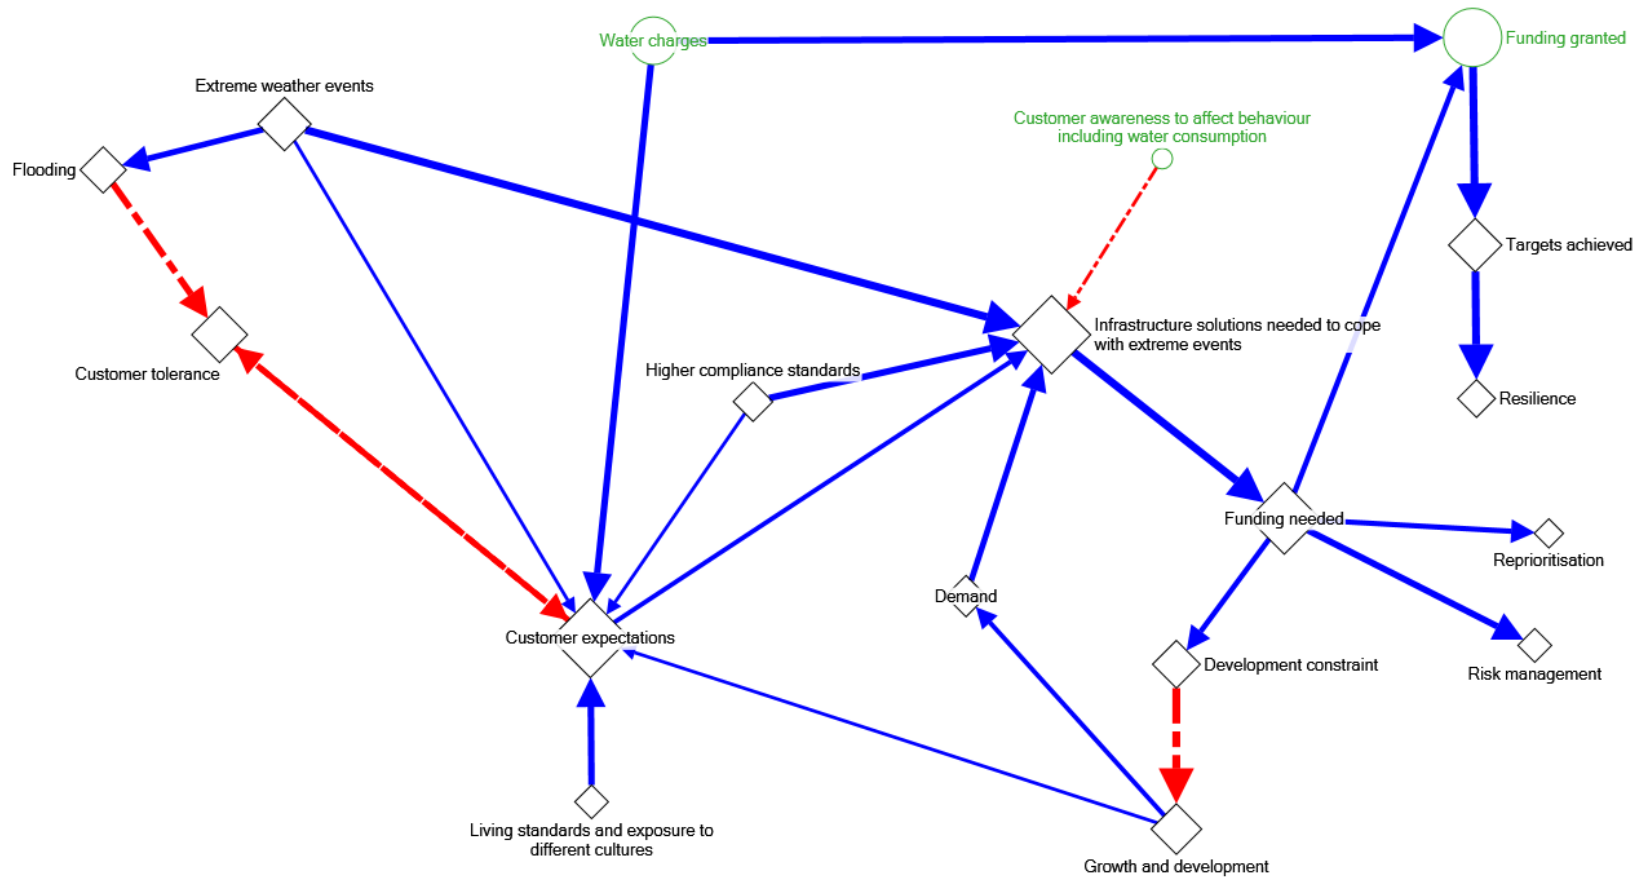 Water charges
Funding granted
Extreme weather events
Customer awareness to affect behaviour
including water consumption
Flooding
Targets achieved
Infrastructure solutions needed to cope
with extreme events
Customer tolerance
Higher compliance standards
Resilience
Funding needed
Reprioritisation
Demand
Customer expectations
Development constraint
Risk management
Living standards and exposure to
different cultures
Growth and development